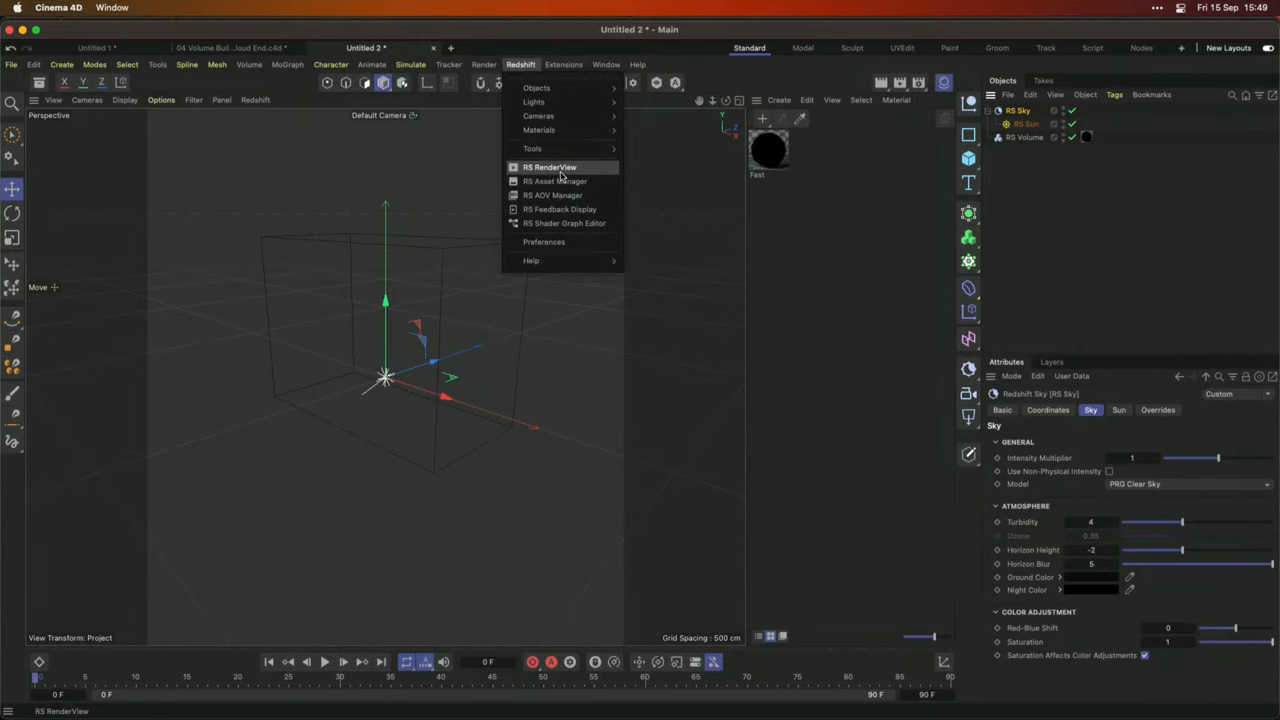 Cinema 4D Window
••• Fri 15 Sep 15:49
Untitled 2 * - Main
Untitled 1 * 04 Volume Buil...loud End.c4d * Untitled 2 * × +
Standard Model Sculpt UVEdit Paint Groom Track Script Nodes + New Layouts
File Edit Create Modes Select Tools Spline Mesh Volume MoGraph Character Animate Simulate Tracker Render Redshift Extensions Window Help
X Y Z
View Cameras Display Options Filter Panel Redshift
Perspective
Default Camera
Y
Z
X
Move
Objects
Lights
Cameras
Materials
Tools
RS RenderView
RS Asset Manager
RS AOV Manager
RS Feedback Display
RS Shader Graph Editor
Preferences
Help
View Transform: Project
Grid Spacing : 500 cm
Create Edit View Select Material
Fast
Objects Takes
File Edit View Object Tags Bookmarks
RS Sky
RS Sun
RS Volume
Attributes Layers
Mode Edit User Data
Redshift Sky [RS Sky] Custom
Basic Coordinates Sky Sun Overrides
Sky
GENERAL
Intensity Multiplier 1
Use Non-Physical Intensity
Model PRG Clear Sky
ATMOSPHERE
Turbidity 4
Ozone 0.35
Horizon Height -2
Horizon Blur 5
Ground Color
Night Color
COLOR ADJUSTMENT
Red-Blue Shift 0
Saturation 1
Saturation Affects Color Adjustments
0 F
0 5 10 15 20 25 30 35 40 45 50 55 60 65 70 75 80 85 90
0 F 0 F 90 F 90 F
RS RenderView